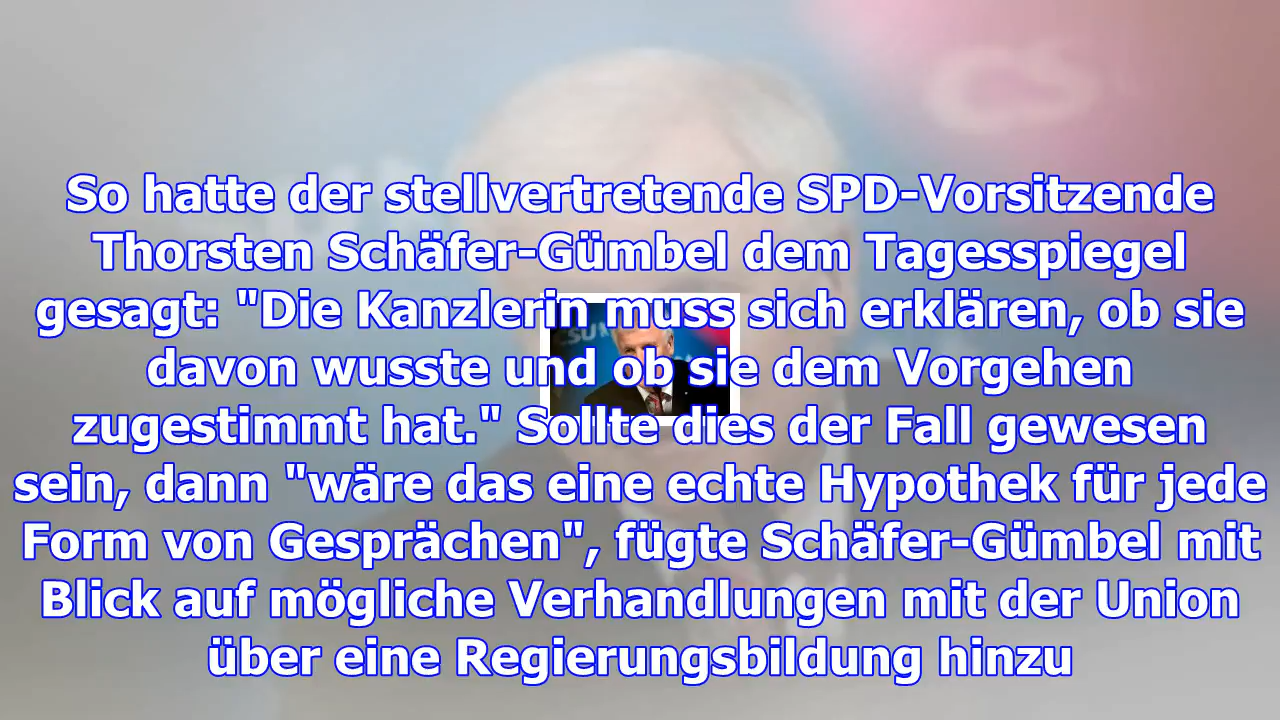 So hatte der stellvertretende SPD-Vorsitzende
Thorsten Schäfer-Gümbel dem Tagesspiegel
gesagt: "Die Kanzlerin muss sich erklären, ob sie
davon wusste und ob sie dem Vorgehen
zugestimmt hat." Sollte dies der Fall gewesen
sein, dann "wäre das eine echte Hypothek für jede
Form von Gesprächen", fügte Schäfer-Gümbel mit
Blick auf mögliche Verhandlungen mit der Union
über eine Regierungsbildung hinzu